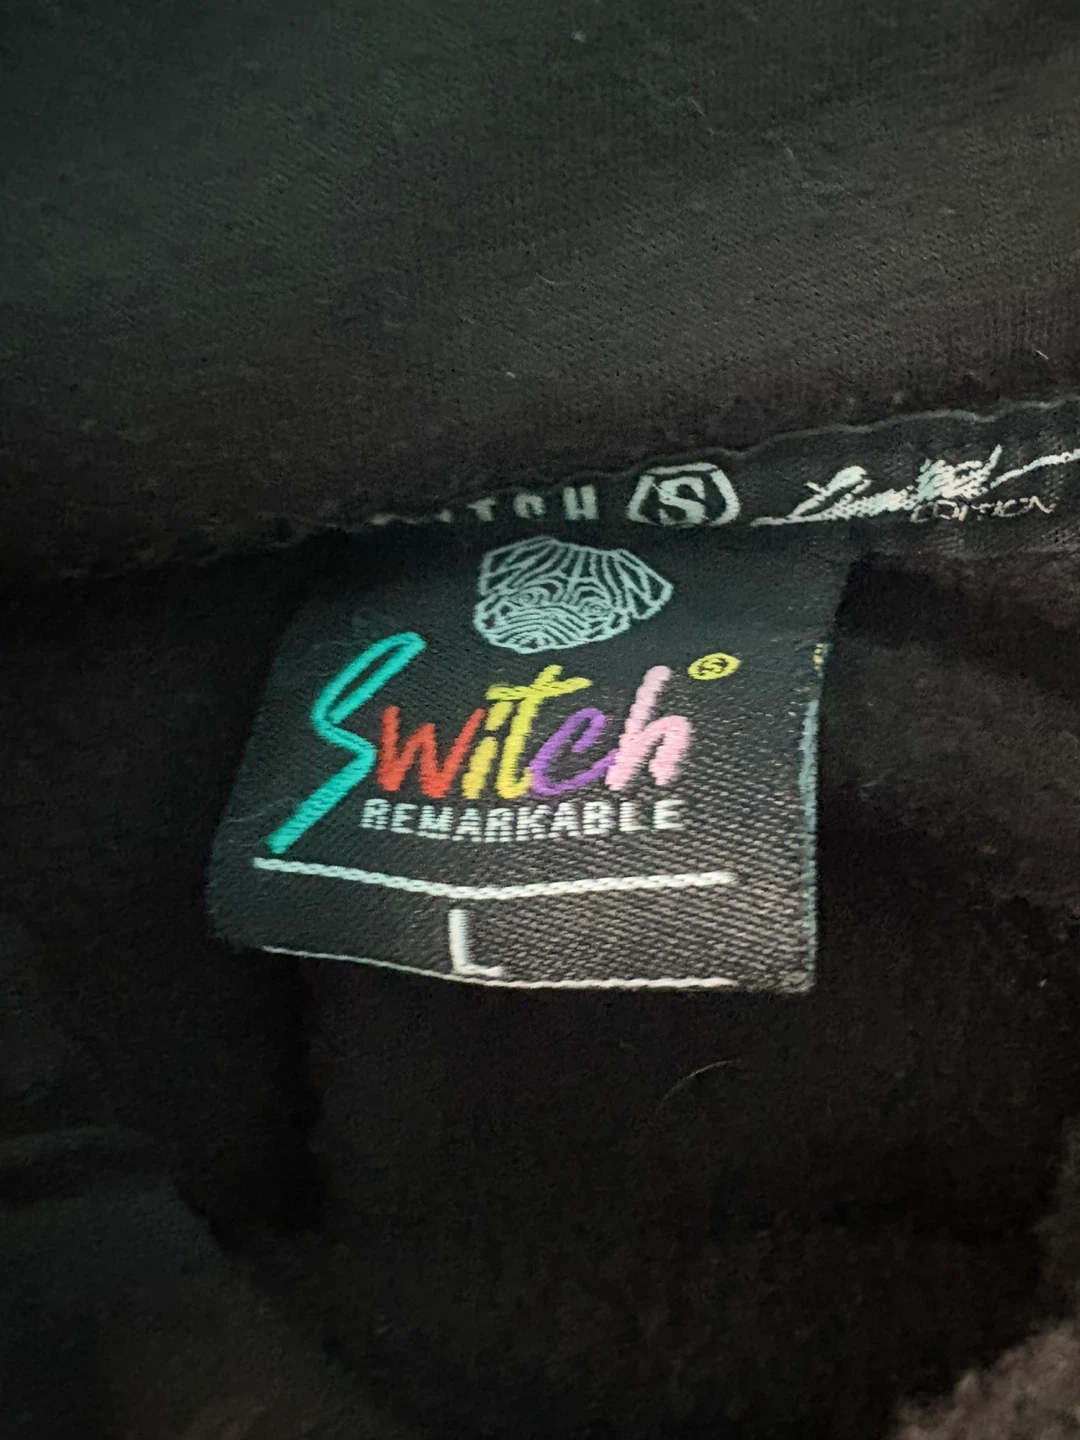 S Limited
EDITION
Switch S
REMARKABLE
L